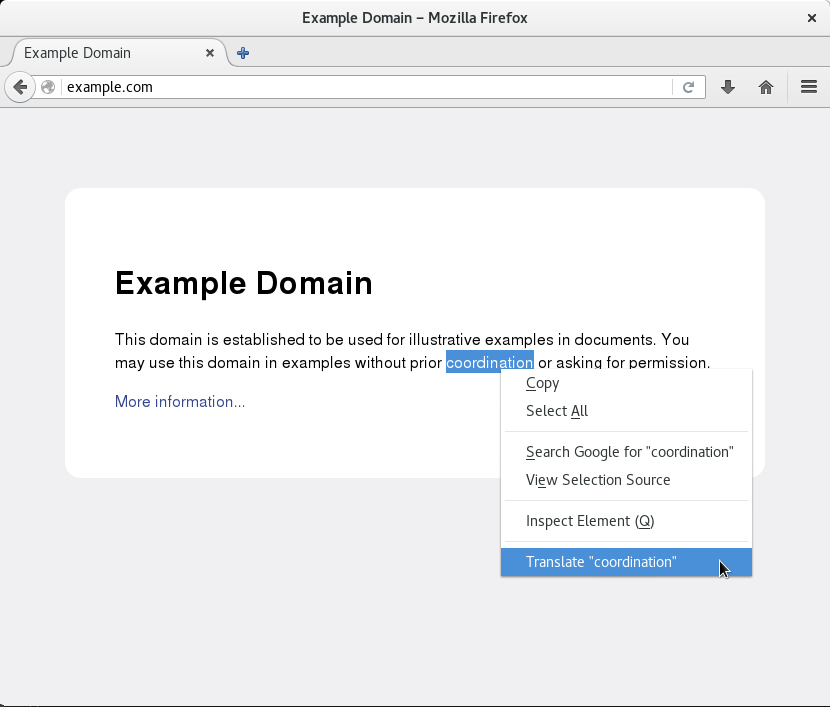 Example Domain – Mozilla Firefox
Example Domain
example.com
Example Domain
This domain is established to be used for illustrative examples in documents. You
may use this domain in examples without prior coordination or asking for permission.
More information...
Copy
Select All
Search Google for "coordination"
View Selection Source
Inspect Element (Q)
Translate "coordination"